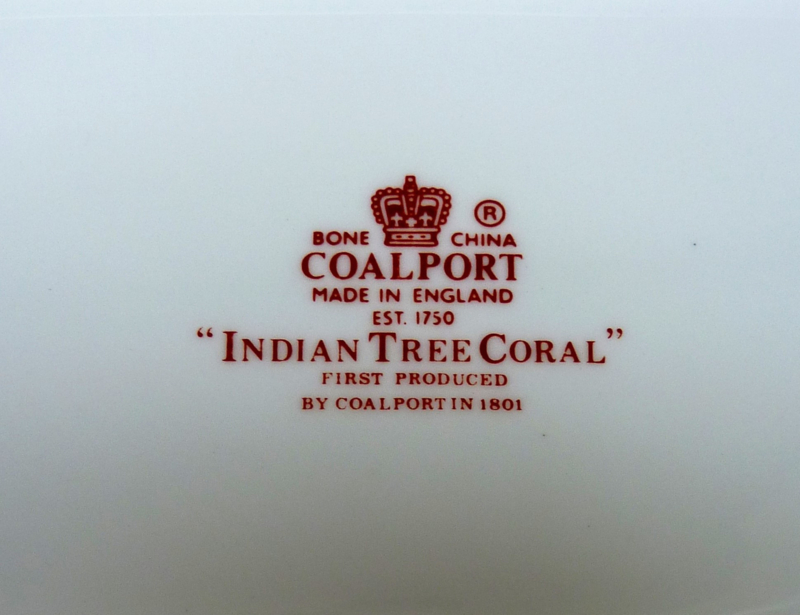 ®
BONE CHINA
COALPORT
MADE IN ENGLAND
EST. 1750
“INDIAN TREE CORAL”
FIRST PRODUCED
BY COALPORT IN 1801